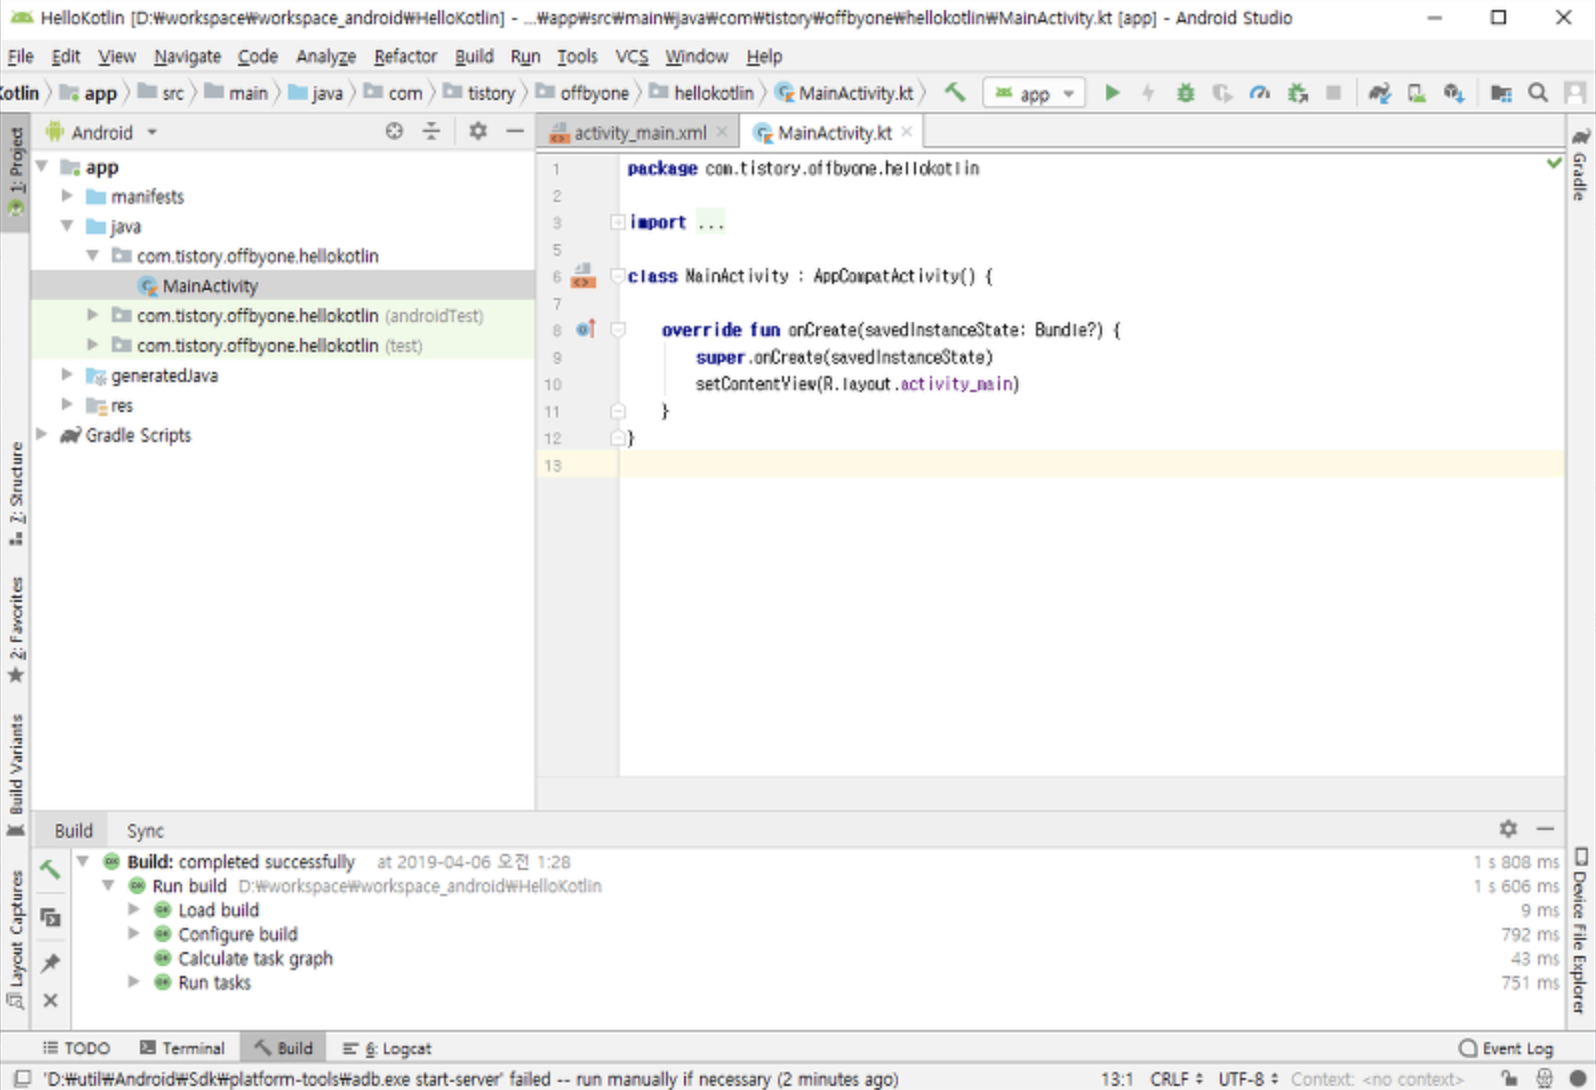 HelloKotlin [D:₩workspace₩workspace_android₩HelloKotlin] - ...₩app₩src₩main₩java₩com₩tistory₩offbyone₩hellokotlin₩MainActivity.kt [app] - Android Studio
File Edit View Navigate Code Analyze Refactor Build Run Tools VCS Window Help
Kotlin app src main java com tistory offbyone hellokotlin MainActivity.kt app
1: Project
Android
app
manifests
java
com.tistory.offbyone.hellokotlin
MainActivity
com.tistory.offbyone.hellokotlin (androidTest)
com.tistory.offbyone.hellokotlin (test)
generatedJava
res
Gradle Scripts
7: Structure
2: Favorites
Build Variants
Layout Captures
activity_main.xml MainActivity.kt
1 package com.tistory.offbyone.hellokotlin
2
3 import ...
5
6 class MainActivity : AppCompatActivity() {
7
8 override fun onCreate(savedInstanceState: Bundle?) {
9 super.onCreate(savedInstanceState)
10 setContentView(R.layout.activity_main)
11 }
12 }
13
Gradle
Device File Explorer
Build Sync
Build: completed successfully at 2019-04-06 오전 1:28 1 s 808 ms
Run build D:₩workspace₩workspace_android₩HelloKotlin 1 s 606 ms
Load build 9 ms
Configure build 792 ms
Calculate task graph 43 ms
Run tasks 751 ms
TODO Terminal Build 6: Logcat Event Log
'D:₩util₩Android₩Sdk₩platform-tools₩adb.exe start-server' failed -- run manually if necessary (2 minutes ago) 13:1 CRLF UTF-8 Context: <no context>